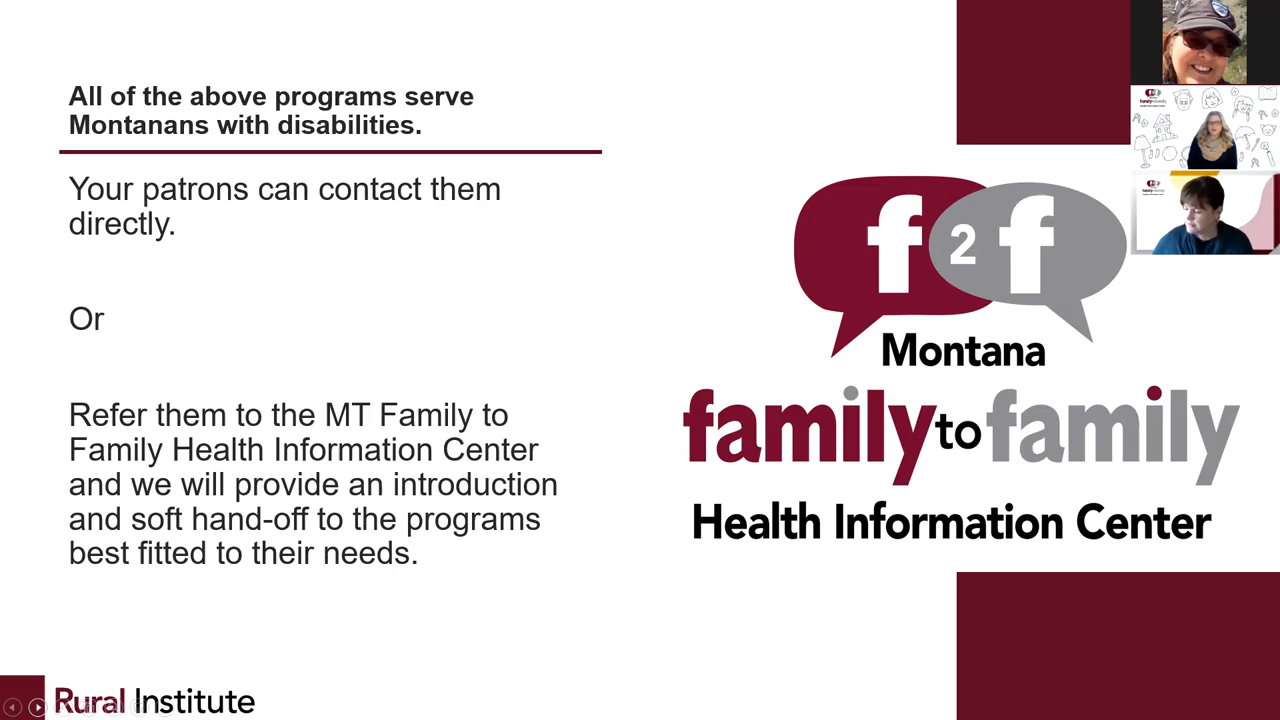 All of the above programs serve
Montanans with disabilities.
Your patrons can contact them
directly.
Or
Refer them to the MT Family to
Family Health Information Center
and we will provide an introduction
and soft hand-off to the programs
best fitted to their needs.
f2f
Montana
family to family
Health Information Center
Rural Institute